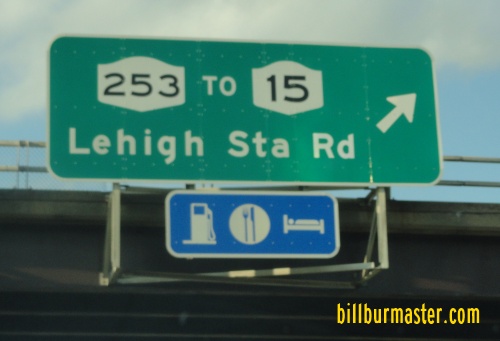 253 TO 15
Lehigh Sta Rd
billburmaster.com